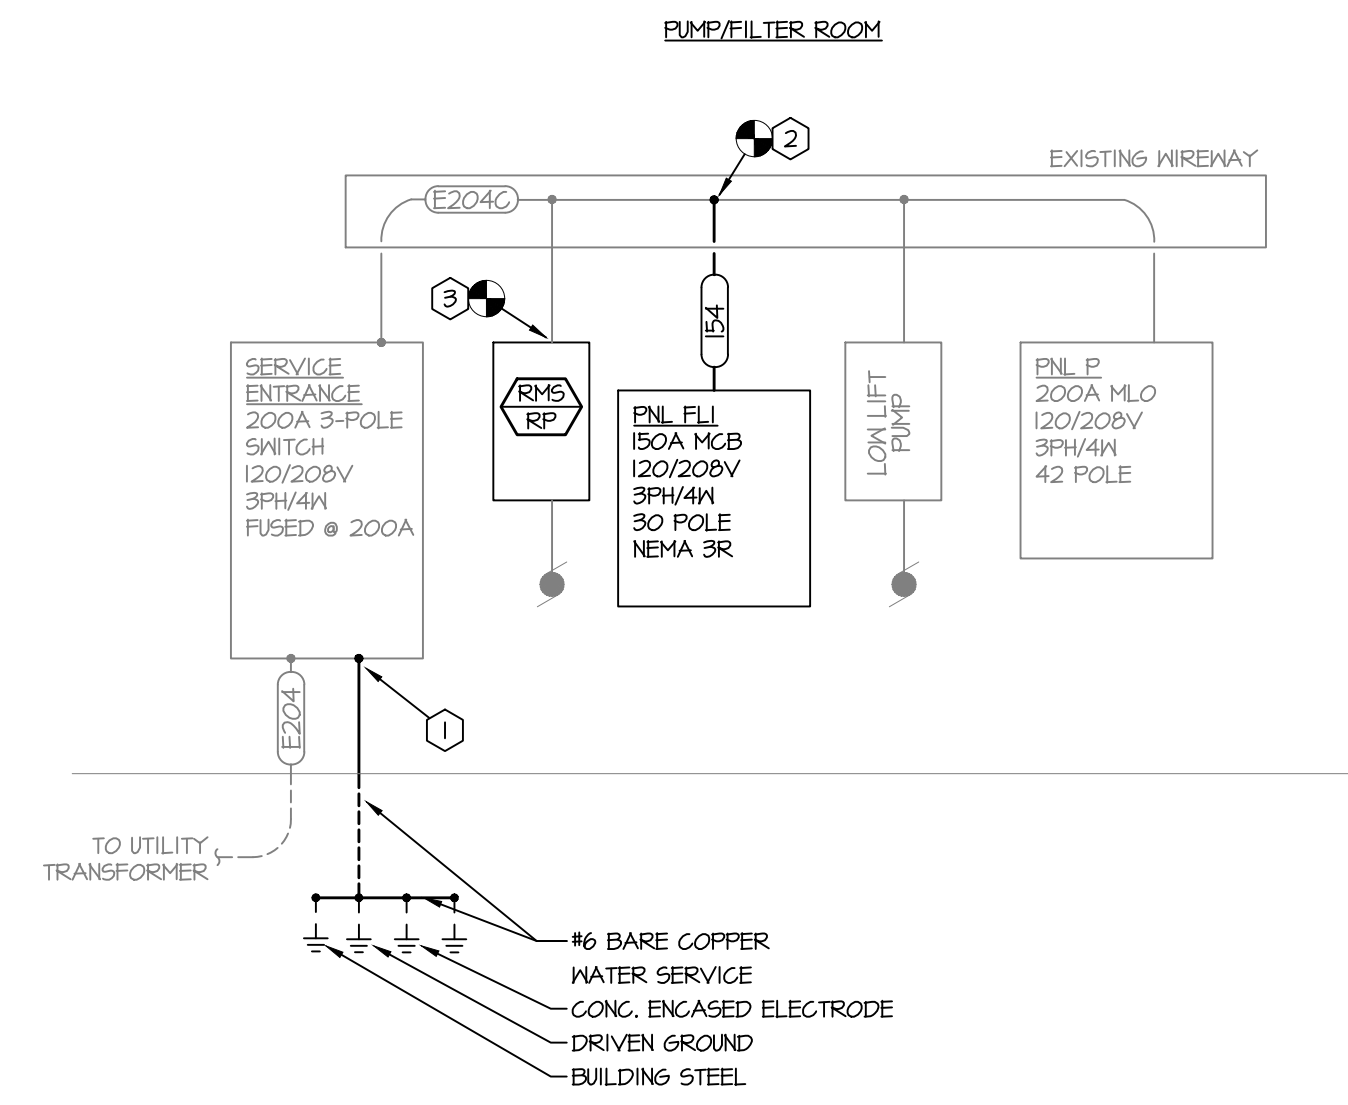 PUMP/FILTER ROOM
2
EXISTING WIREWAY
E204C
3
154
SERVICE
ENTRANCE
200A 3-POLE
SWITCH
120/208V
3PH/4W
FUSED @ 200A
RMS
RP
PNL FL1
150A MCB
120/208V
3PH/4W
30 POLE
NEMA 3R
LOW LIFT
PUMP
PNL P
200A MLO
120/208V
3PH/4W
42 POLE
E204
1
TO UTILITY
TRANSFORMER
#6 BARE COPPER
WATER SERVICE
CONC. ENCASED ELECTRODE
DRIVEN GROUND
BUILDING STEEL